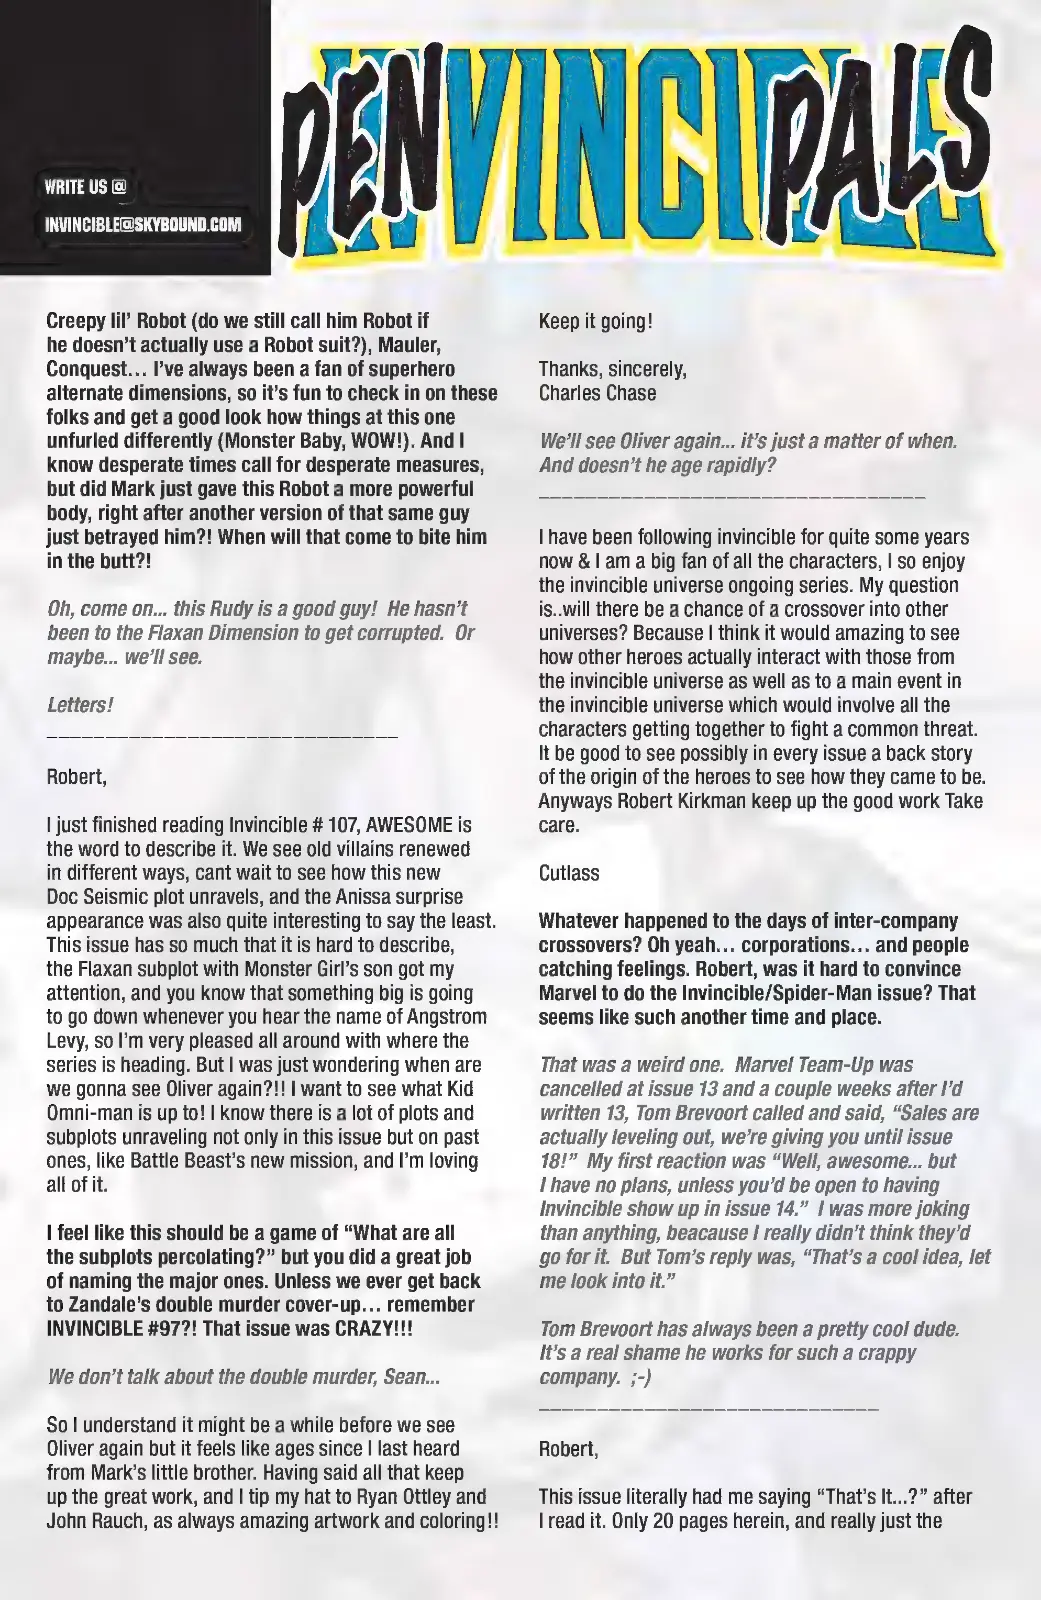 WRITE US @
INVINCIBLE@SKYBOUND.COM
PENVINCIPALS
Creepy lil’ Robot (do we still call him Robot if
he doesn’t actually use a Robot suit?), Mauler,
Conquest… I’ve always been a fan of superhero
alternate dimensions, so it’s fun to check in on these
folks and get a good look how things at this one
unfurled differently (Monster Baby, WOW!). And I
know desperate times call for desperate measures,
but did Mark just gave this Robot a more powerful
body, right after another version of that same guy
just betrayed him?! When will that come to bite him
in the butt?!
Oh, come on... this Rudy is a good guy!  He hasn’t
been to the Flaxan Dimension to get corrupted.  Or
maybe... we’ll see.
Letters!
Robert,
I just finished reading Invincible # 107, AWESOME is
the word to describe it. We see old villains renewed
in different ways, cant wait to see how this new
Doc Seismic plot unravels, and the Anissa surprise
appearance was also quite interesting to say the least.
This issue has so much that it is hard to describe,
the Flaxan subplot with Monster Girl’s son got my
attention, and you know that something big is going
to go down whenever you hear the name of Angstrom
Levy, so I’m very pleased all around with where the
series is heading. But I was just wondering when are
we gonna see Oliver again?!! I want to see what Kid
Omni-man is up to! I know there is a lot of plots and
subplots unraveling not only in this issue but on past
ones, like Battle Beast’s new mission, and I’m loving
all of it.
I feel like this should be a game of “What are all
the subplots percolating?” but you did a great job
of naming the major ones. Unless we ever get back
to Zandale’s double murder cover-up… remember
INVINCIBLE #97?! That issue was CRAZY!!!
We don’t talk about the double murder, Sean...
So I understand it might be a while before we see
Oliver again but it feels like ages since I last heard
from Mark’s little brother. Having said all that keep
up the great work, and I tip my hat to Ryan Ottley and
John Rauch, as always amazing artwork and coloring!!
Keep it going!
Thanks, sincerely,
Charles Chase
We’ll see Oliver again... it’s just a matter of when.
And doesn’t he age rapidly?
I have been following invincible for quite some years
now & I am a big fan of all the characters, I so enjoy
the invincible universe ongoing series. My question
is..will there be a chance of a crossover into other
universes? Because I think it would amazing to see
how other heroes actually interact with those from
the invincible universe as well as to a main event in
the invincible universe which would involve all the
characters getting together to fight a common threat.
It be good to see possibly in every issue a back story
of the origin of the heroes to see how they came to be.
Anyways Robert Kirkman keep up the good work Take
care.
Cutlass
Whatever happened to the days of inter-company
crossovers? Oh yeah… corporations… and people
catching feelings. Robert, was it hard to convince
Marvel to do the Invincible/Spider-Man issue? That
seems like such another time and place.
That was a weird one.  Marvel Team-Up was
cancelled at issue 13 and a couple weeks after I’d
written 13, Tom Brevoort called and said, “Sales are
actually leveling out, we’re giving you until issue
18!”  My first reaction was “Well, awesome... but
I have no plans, unless you’d be open to having
Invincible show up in issue 14.”  I was more joking
than anything, beacause I really didn’t think they’d
go for it.  But Tom’s reply was, “That’s a cool idea, let
me look into it.”
Tom Brevoort has always been a pretty cool dude.
It’s a real shame he works for such a crappy
company.  ;-)
Robert,
This issue literally had me saying “That’s It...?” after
I read it. Only 20 pages herein, and really just the